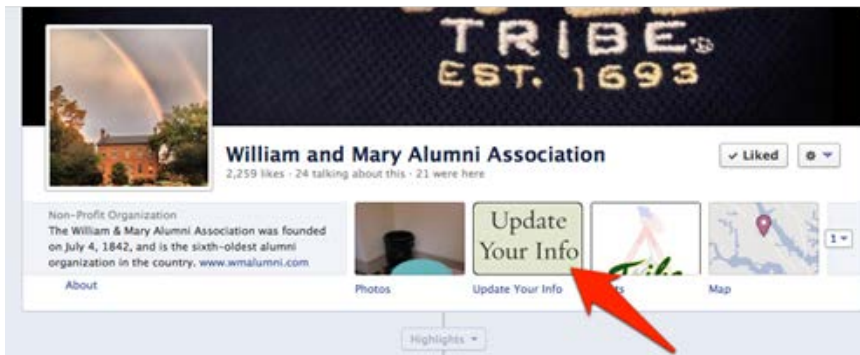 TRIBE
EST. 1693
William and Mary Alumni Association
✓ Liked
2,259 likes · 24 talking about this · 21 were here
Non-Profit Organization
The William & Mary Alumni Association was founded
on July 4, 1842, and is the sixth-oldest alumni
organization in the country. www.wmalumni.com
About
Update
Your Info
Tribe
1
Photos
Update Your Info
Map
Highlights